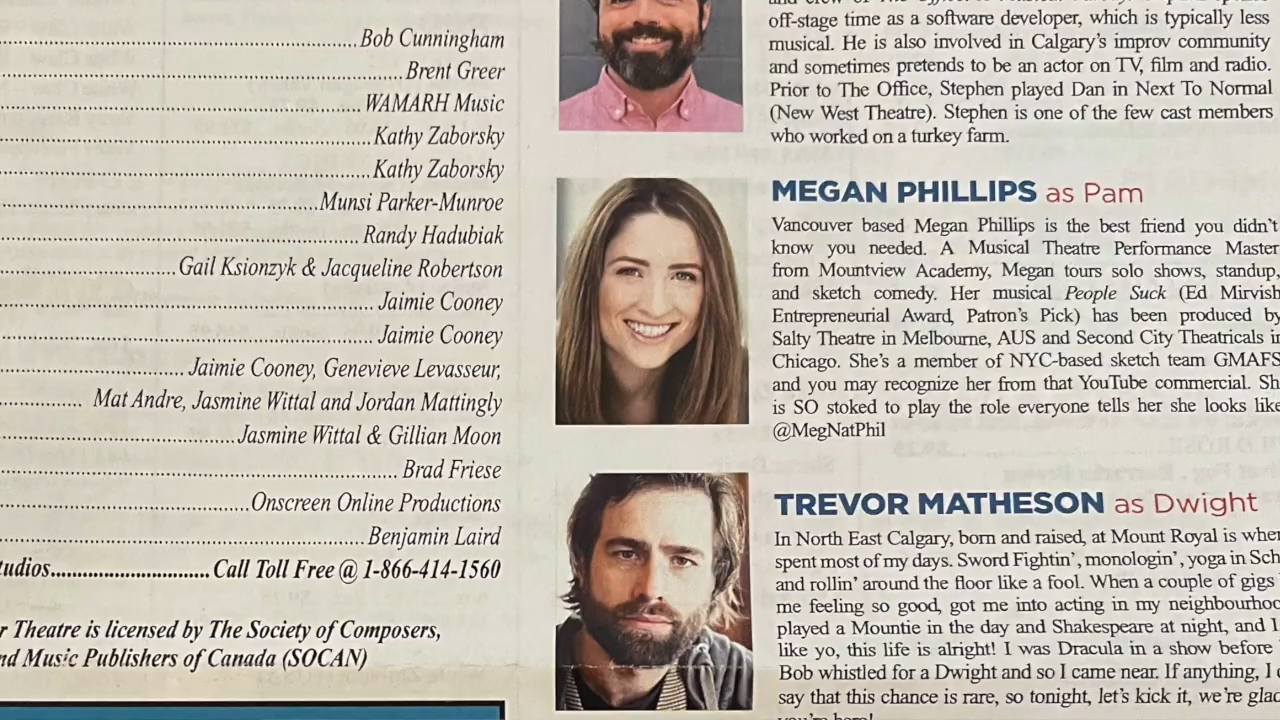 Bob Cunningham
Brent Greer
WAMARH Music
Kathy Zaborsky
Kathy Zaborsky
Munsi Parker-Munroe
Randy Hadubiak
Gail Ksionzyk & Jacqueline Robertson
Jaimie Cooney
Jaimie Cooney
Jaimie Cooney, Genevieve Levasseur,
Mat Andre, Jasmine Wittal and Jordan Mattingly
Jasmine Wittal & Gillian Moon
Brad Friese
Onscreen Online Productions
Benjamin Laird
tudios.............................. Call Toll Free @ 1-866-414-1560
r Theatre is licensed by The Society of Composers,
nd Music Publishers of Canada (SOCAN)
off-stage time as a software developer, which is typically less
musical. He is also involved in Calgary's improv community
and sometimes pretends to be an actor on TV, film and radio.
Prior to The Office, Stephen played Dan in Next To Normal
(New West Theatre). Stephen is one of the few cast members
who worked on a turkey farm.
MEGAN PHILLIPS as Pam
Vancouver based Megan Phillips is the best friend you didn't
know you needed. A Musical Theatre Performance Master
from Mountview Academy, Megan tours solo shows, standup,
and sketch comedy. Her musical People Suck (Ed Mirvish
Entrepreneurial Award, Patron's Pick) has been produced by
Salty Theatre in Melbourne, AUS and Second City Theatricals in
Chicago. She's a member of NYC-based sketch team GMAFS
and you may recognize her from that YouTube commercial. Sh
is SO stoked to play the role everyone tells her she looks like
@MegNatPhil
TREVOR MATHESON as Dwight
In North East Calgary, born and raised, at Mount Royal is wher
spent most of my days. Sword Fightin', monologin', yoga in Sch
and rollin' around the floor like a fool. When a couple of gigs
me feeling so good, got me into acting in my neighbourhoo
played a Mountie in the day and Shakespeare at night, and I
like yo, this life is alright! I was Dracula in a show before
Bob whistled for a Dwight and so I came near. If anything, I
say that this chance is rare, so tonight, let's kick it, we're glad
you're here!